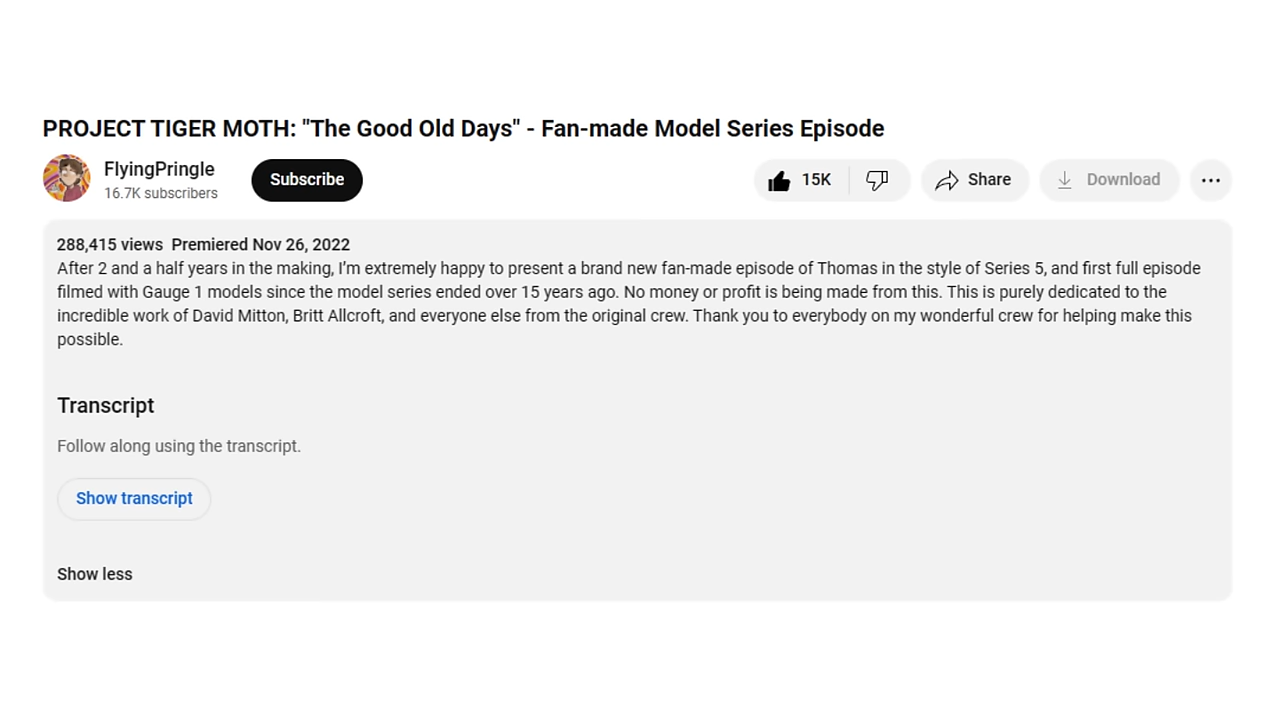 PROJECT TIGER MOTH: "The Good Old Days" - Fan-made Model Series Episode
FlyingPringle
16.7K subscribers
Subscribe
15K
Share
Download
288,415 views Premiered Nov 26, 2022
After 2 and a half years in the making, I’m extremely happy to present a brand new fan-made episode of Thomas in the style of Series 5, and first full episode
filmed with Gauge 1 models since the model series ended over 15 years ago. No money or profit is being made from this. This is purely dedicated to the
incredible work of David Mitton, Britt Allcroft, and everyone else from the original crew. Thank you to everybody on my wonderful crew for helping make this
possible.
Transcript
Follow along using the transcript.
Show transcript
Show less